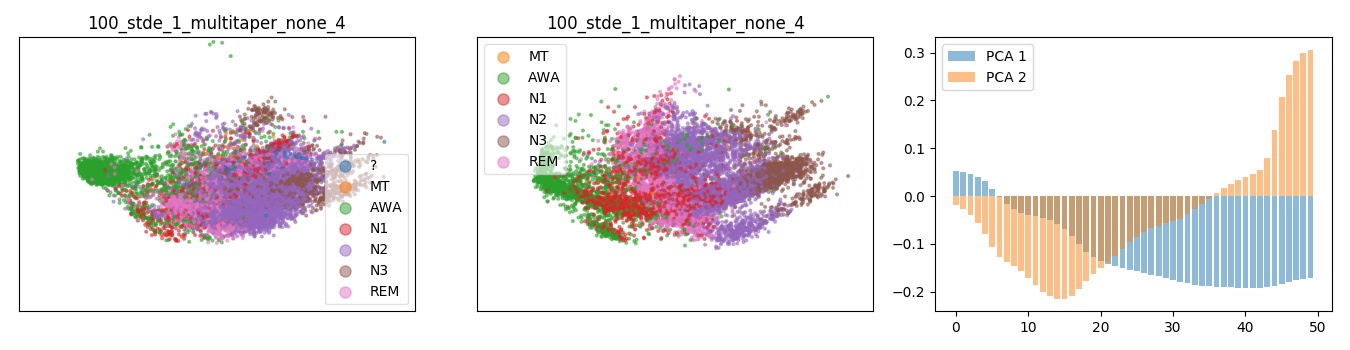 100_stde_1_multitaper_none_4
?
MT
AWA
N1
N2
N3
REM
100_stde_1_multitaper_none_4
MT
AWA
N1
N2
N3
REM
PCA 1
PCA 2
0.3
0.2
0.1
0.0
−0.1
−0.2
0 10 20 30 40 50